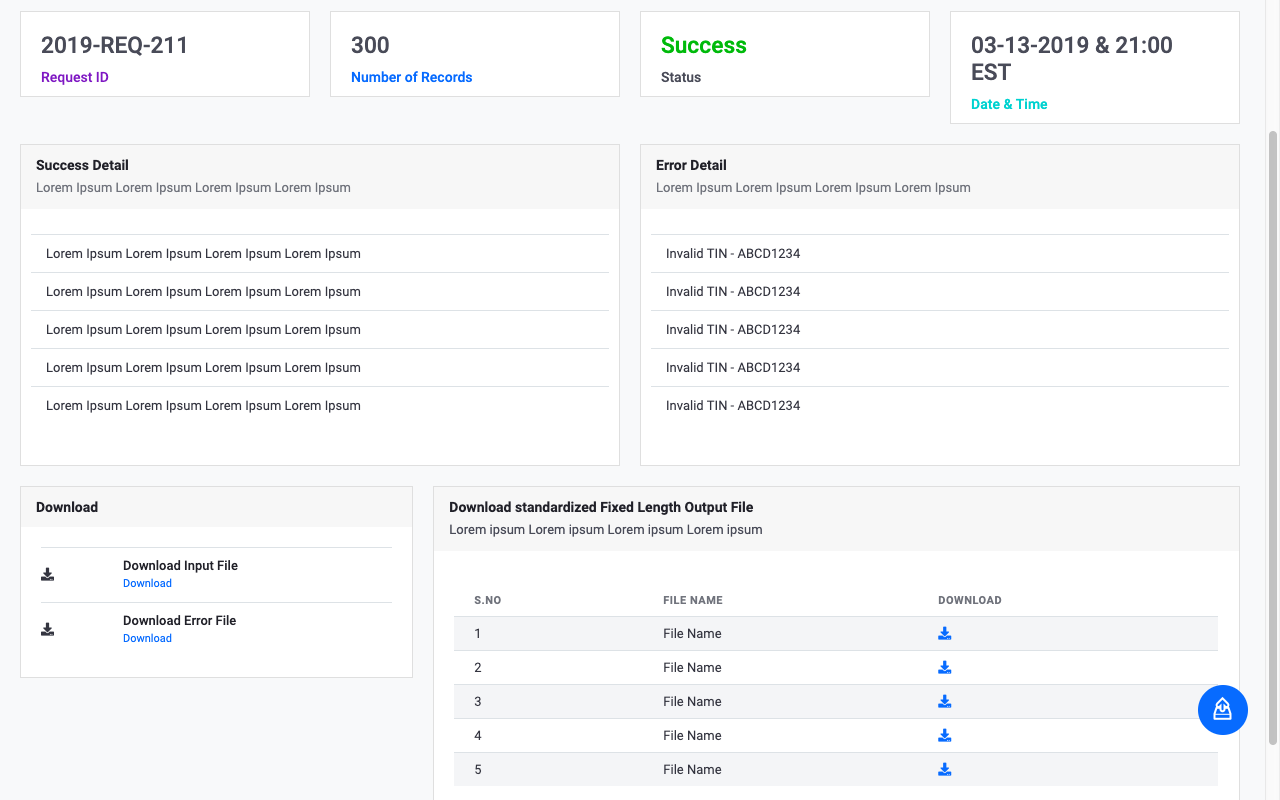 2019-REQ-211
Request ID
300
Number of Records
Success
Status
03-13-2019 & 21:00
EST
Date & Time
Success Detail
Lorem Ipsum Lorem Ipsum Lorem Ipsum Lorem Ipsum
Lorem Ipsum Lorem Ipsum Lorem Ipsum Lorem Ipsum
Lorem Ipsum Lorem Ipsum Lorem Ipsum Lorem Ipsum
Lorem Ipsum Lorem Ipsum Lorem Ipsum Lorem Ipsum
Lorem Ipsum Lorem Ipsum Lorem Ipsum Lorem Ipsum
Lorem Ipsum Lorem Ipsum Lorem Ipsum Lorem Ipsum
Error Detail
Lorem Ipsum Lorem Ipsum Lorem Ipsum Lorem Ipsum
Invalid TIN - ABCD1234
Invalid TIN - ABCD1234
Invalid TIN - ABCD1234
Invalid TIN - ABCD1234
Invalid TIN - ABCD1234
Download
Download Input File
Download
Download Error File
Download
Download standardized Fixed Length Output File
Lorem ipsum Lorem ipsum Lorem ipsum Lorem ipsum
S.NO FILE NAME DOWNLOAD
1 File Name
2 File Name
3 File Name
4 File Name
5 File Name